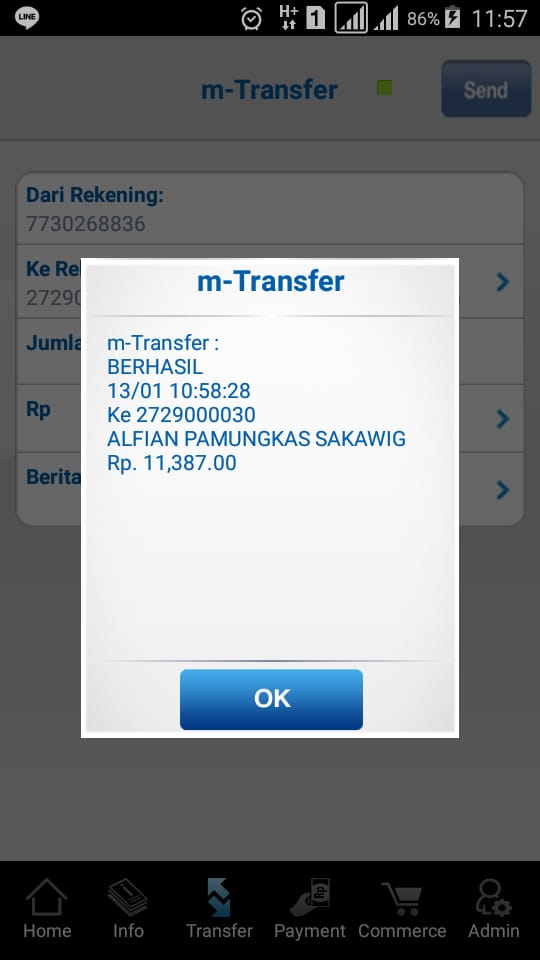 LINE
H+
1
86%
11:57
m-Transfer
Send
Dari Rekening:
7730268836
Ke Re
2729
Jumla
Rp
Berita
m-Transfer
m-Transfer :
BERHASIL
13/01 10:58:28
Ke 2729000030
ALFIAN PAMUNGKAS SAKAWIG
Rp. 11,387.00
OK
Rp
Home
Info
Transfer
Payment
Commerce
Admin